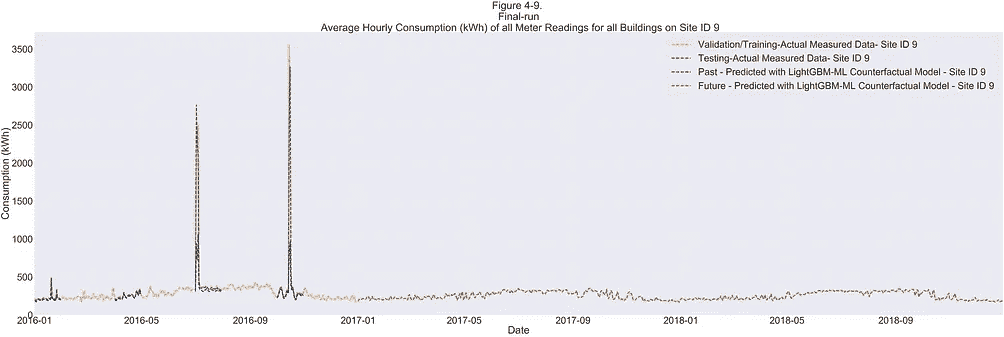 Figure 4-9.
Final-run
Average Hourly Consumption (kWh) of all Meter Readings for all Buildings on Site ID 9
Validation/Training-Actual Measured Data- Site ID 9
Testing-Actual Measured Data- Site ID 9
Past - Predicted with LightGBM-ML Counterfactual Model - Site ID 9
Future - Predicted with LightGBM-ML Counterfactual Model - Site ID 9
Consumption (kWh)
3500
3000
2500
2000
1500
1000
500
0
2016-01 2016-05 2016-09 2017-01 2017-05 2017-09 2018-01 2018-05 2018-09
Date